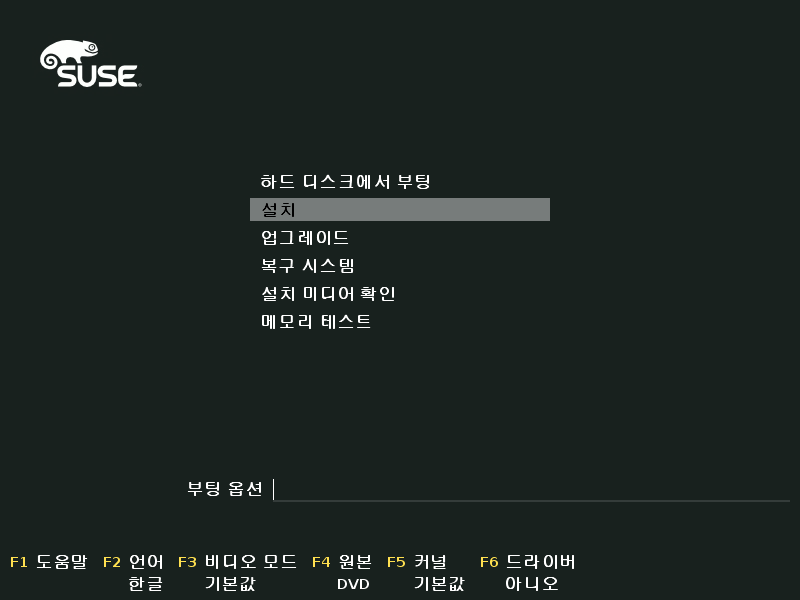 SUSE
하드 디스크에서 부팅
설치
업그레이드
복구 시스템
설치 미디어 확인
메모리 테스트
부팅 옵션
F1 도움말 F2 언어 F3 비디오 모드 F4 원본 F5 커널 F6 드라이버
한글 기본값 DVD 기본값 아니오